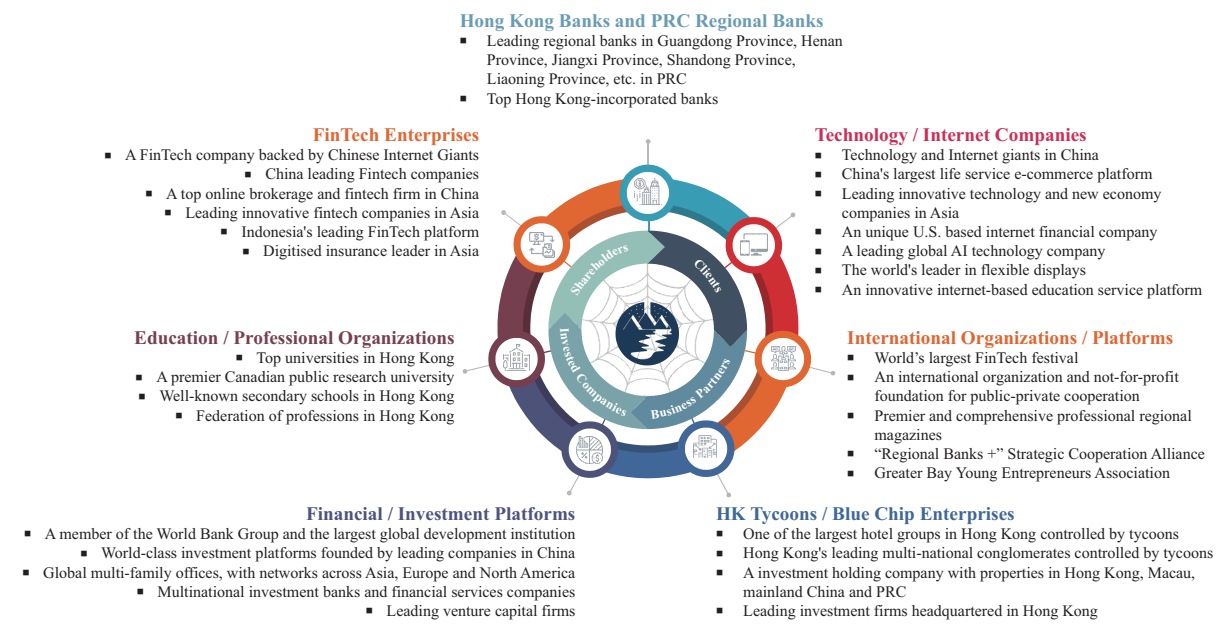 Hong Kong Banks and PRC Regional Banks
▪ Leading regional banks in Guangdong Province, Henan
Province, Jiangxi Province, Shandong Province,
Liaoning Province, etc. in PRC
▪ Top Hong Kong-incorporated banks
FinTech Enterprises
▪ A FinTech company backed by Chinese Internet Giants
▪ China leading Fintech companies
▪ A top online brokerage and fintech firm in China
▪ Leading innovative fintech companies in Asia
▪ Indonesia's leading FinTech platform
▪ Digitised insurance leader in Asia
Technology / Internet Companies
▪ Technology and Internet giants in China
▪ China's largest life service e-commerce platform
▪ Leading innovative technology and new economy
companies in Asia
▪ An unique U.S. based internet financial company
▪ A leading global AI technology company
▪ The world's leader in flexible displays
▪ An innovative internet-based education service platform
Shareholders
Clients
Invested Companies
Business Partners
Education / Professional Organizations
▪ Top universities in Hong Kong
▪ A premier Canadian public research university
▪ Well-known secondary schools in Hong Kong
▪ Federation of professions in Hong Kong
International Organizations / Platforms
▪ World’s largest FinTech festival
▪ An international organization and not-for-profit
foundation for public-private cooperation
▪ Premier and comprehensive professional regional
magazines
▪ “Regional Banks +” Strategic Cooperation Alliance
▪ Greater Bay Young Entrepreneurs Association
Financial / Investment Platforms
▪ A member of the World Bank Group and the largest global development institution
▪ World-class investment platforms founded by leading companies in China
▪ Global multi-family offices, with networks across Asia, Europe and North America
▪ Multinational investment banks and financial services companies
▪ Leading venture capital firms
HK Tycoons / Blue Chip Enterprises
▪ One of the largest hotel groups in Hong Kong controlled by tycoons
▪ Hong Kong's leading multi-national conglomerates controlled by tycoons
▪ A investment holding company with properties in Hong Kong, Macau,
mainland China and PRC
▪ Leading investment firms headquartered in Hong Kong